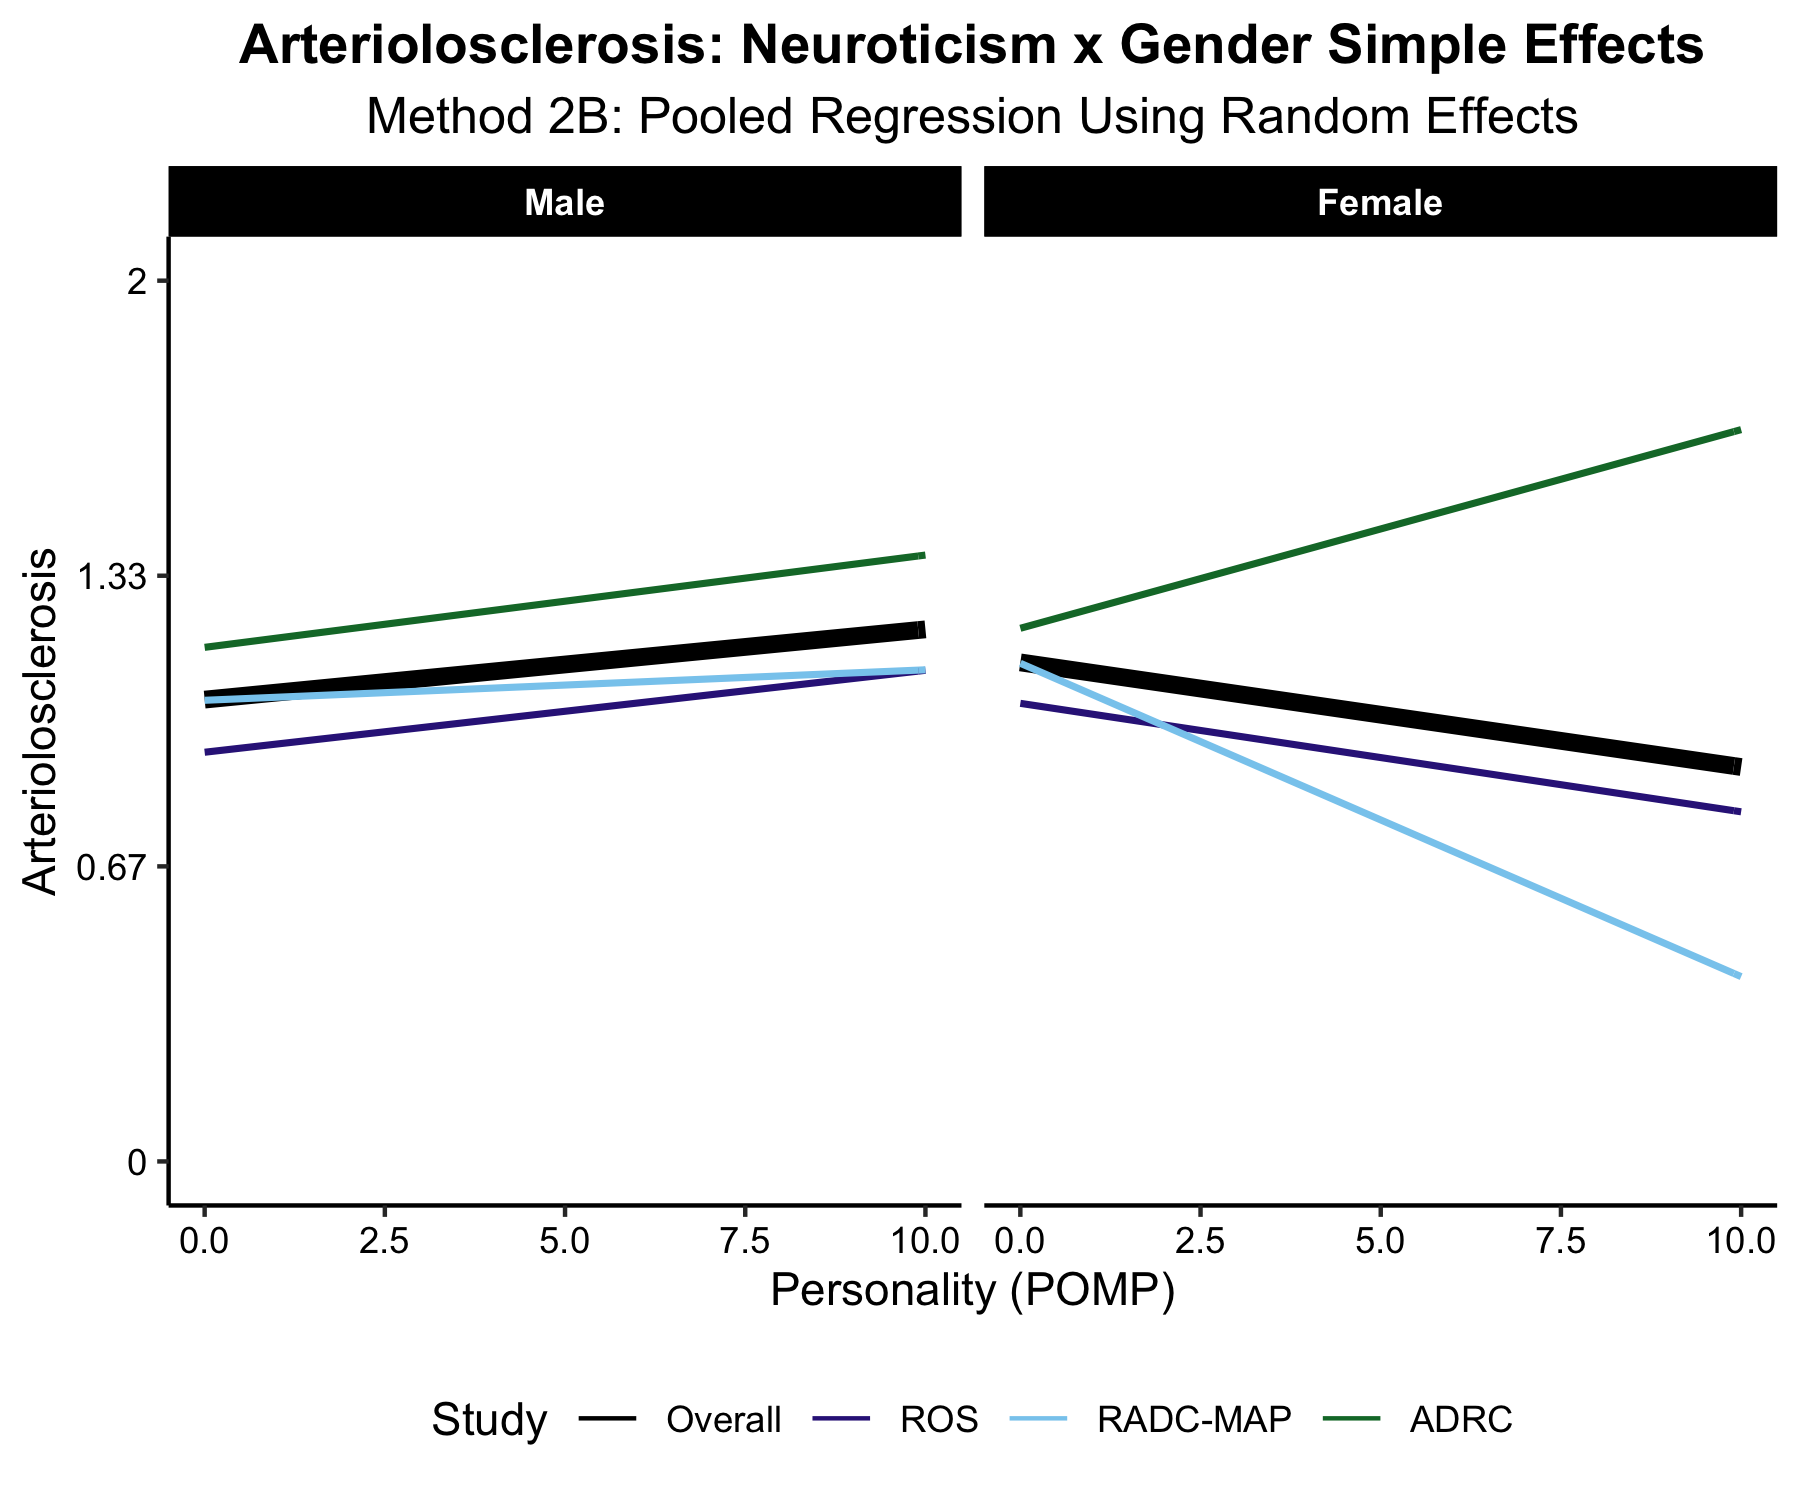 Arteriolosclerosis: Neuroticism x Gender Simple Effects
Method 2B: Pooled Regression Using Random Effects
Male Female
2
1.33
0.67
0
Arteriolosclerosis
0.0 2.5 5.0 7.5 10.0 0.0 2.5 5.0 7.5 10.0
Personality (POMP)
Study Overall ROS RADC-MAP ADRC